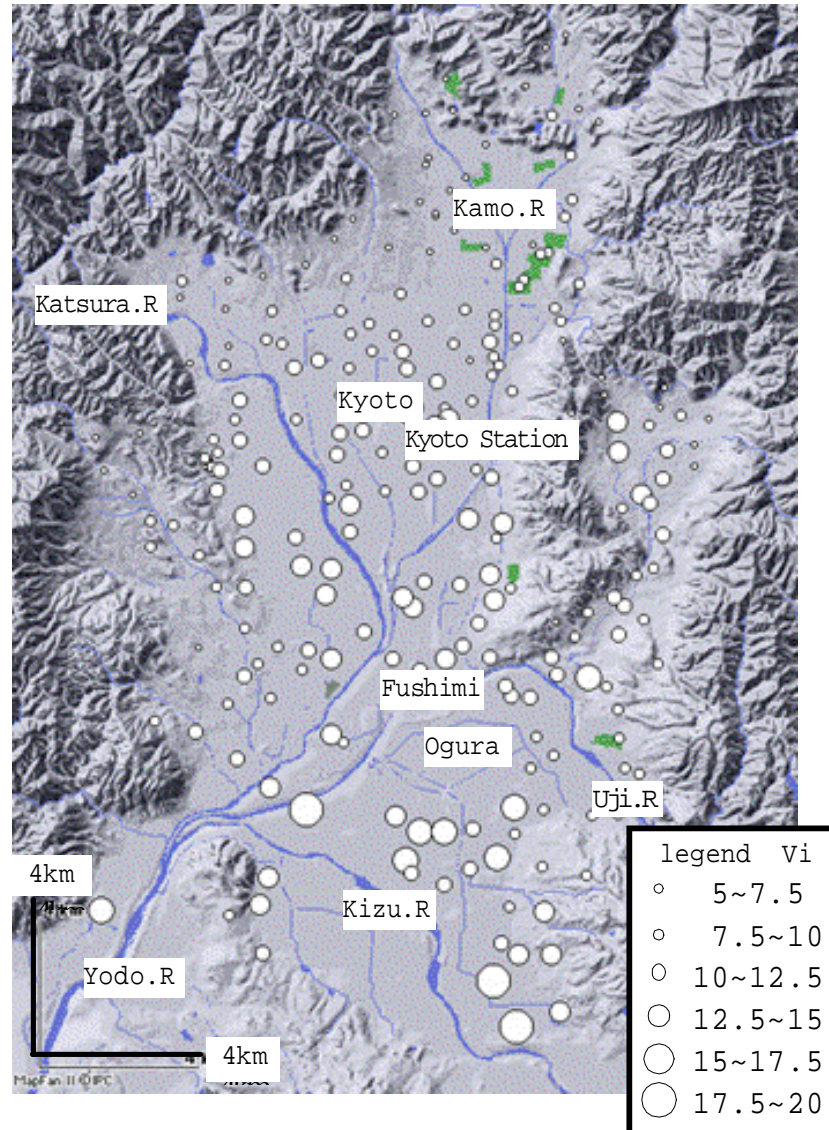 Kamo.R
Katsura.R
Kyoto
Kyoto Station
Fushimi
Ogura
Uji.R
4km
Kizu.R
Yodo.R
4km
MapFan II ©IPC
legend Vi
5~7.5
7.5~10
10~12.5
12.5~15
15~17.5
17.5~20